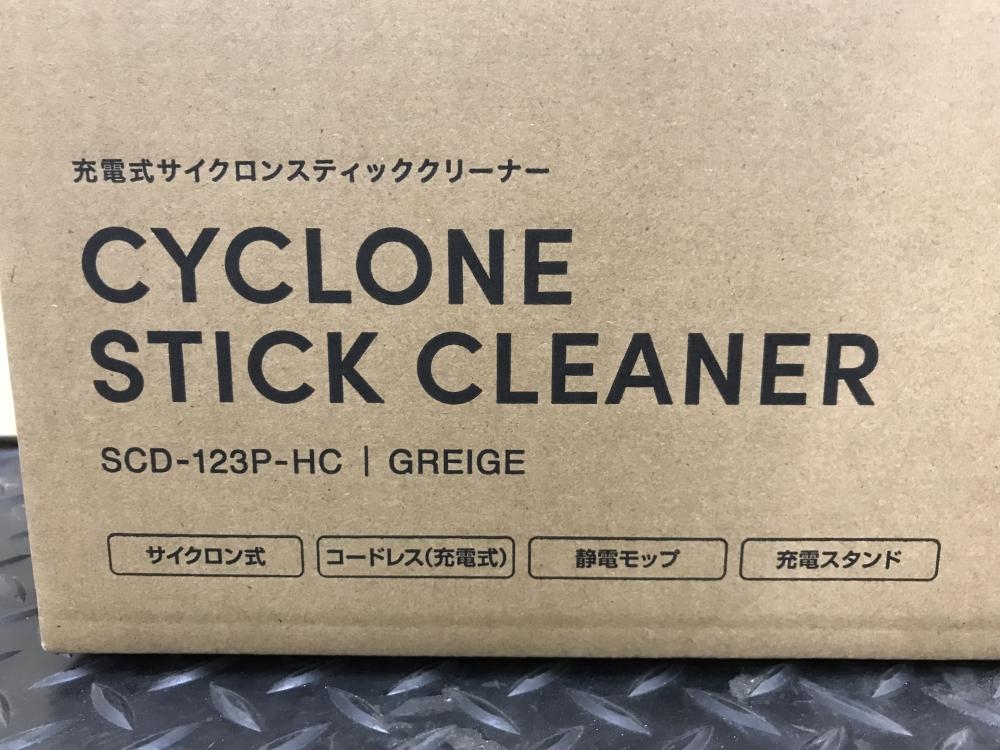 充電式サイクロンスティッククリーナー
CYCLONE
STICK CLEANER
SCD-123P-HC | GREIGE
サイクロン式 コードレス(充電式) 静電モップ 充電スタンド